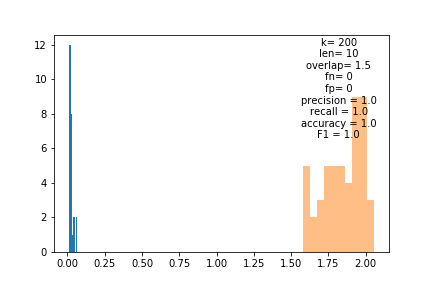 k= 200
len= 10
overlap= 1.5
fn= 0
fp= 0
precision = 1.0
recall = 1.0
accuracy = 1.0
F1 = 1.0
12
10
8
6
4
2
0
0.00 0.25 0.50 0.75 1.00 1.25 1.50 1.75 2.00